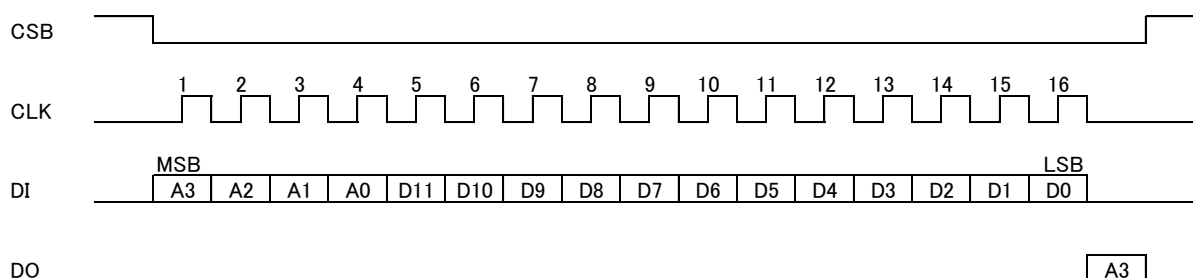 CSB
1 2 3 4 5 6 7 8 9 10 11 12 13 14 15 16
CLK
MSB LSB
DI A3 A2 A1 A0 D11 D10 D9 D8 D7 D6 D5 D4 D3 D2 D1 D0
DO A3